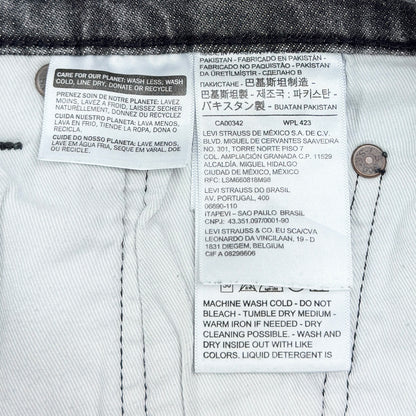 CARE FOR OUR PLANET: WASH LESS, WASH
COLD, LINE DRY, DONATE OR RECYCLE
PRENEZ SOIN DE NOTRE PLANÈTE: LAVEZ
MOINS, LAVEZ À FROID, ÉTENDEZ SÉCHER
NATURELLEMENT, DONNEZ OU RECYCLEZ
CUIDA NUESTRO PLANETA: LAVA MENOS,
LAVA EN FRIO, TIENDE LA ROPA, DONA O
RECICLA
CUIDE DO NOSSO PLANETA: LAVE MENOS,
LAVE EM ÁGUA FRIA, SEQUE EM VARAL, DOE
PAKISTAN - FABRICADO EN PAKISTÁN -
FABRICADO NO PAQUISTÃO - PAKİSTAN
DA ÜRETİLMİŞTİR - СДЕЛАНО В
ПАКИСТАНЕ - 巴基斯坦制造 -
巴基斯坦製 - 제조국 : 파키스탄 -
パキスタン製 - BUATAN PAKISTAN
CA00342 WPL 423
LEVI STRAUSS DE MÉXICO S.A. DE C.V.
BLVD. MIGUEL DE CERVANTES SAAVEDRA
NO. 301, TORRE NORTE PISO 7
COL. AMPLIACIÓN GRANADA C.P. 11529
ALCALDÍA. MIGUEL HIDALGO
CIUDAD DE MÉXICO
RFC: LSM660818M98
LEVI STRAUSS DO BRASIL
AV. PORTUGAL, 400
06690-110
ITAPEVI - SAO PAULO BRASIL
CNPJ: 43.351.097/0001-90
LEVI STRAUSS & CO. EU SCA/CVA
LEONARDO DA VINCILAAN, 19 - D
1831 DIEGEM, BELGIUM
CIF A 08298606
30
MACHINE WASH COLD - DO NOT
BLEACH - TUMBLE DRY MEDIUM -
WARM IRON IF NEEDED - DRY
CLEANING POSSIBLE. - WASH AND
DRY INSIDE OUT WITH LIKE
COLORS. LIQUID DETERGENT IS